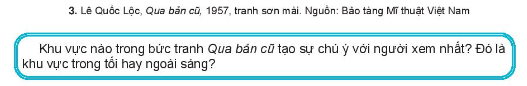 3. Lê Quốc Lộc, Qua bản cũ, 1957, tranh sơn mài. Nguồn: Bảo tàng Mĩ thuật Việt Nam
Khu vực nào trong bức tranh Qua bán cũ tạo sự chú ý với người xem nhất? Đó là
khu vực trong tối hay ngoài sáng?